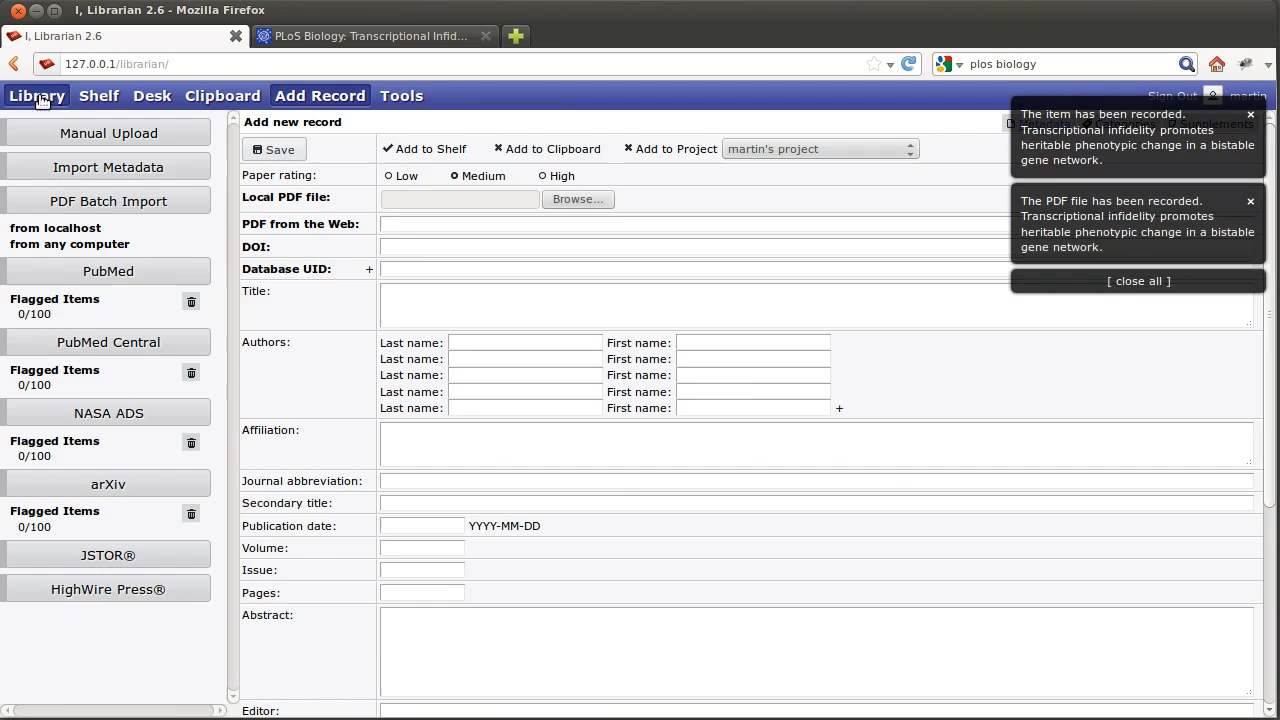 I, Librarian 2.6 - Mozilla Firefox
I, Librarian 2.6
PLoS Biology: Transcriptional Infid...
127.0.0.1/librarian/
plos biology
Library Shelf Desk Clipboard Add Record Tools
Sign Out martin
Manual Upload
Import Metadata
PDF Batch Import
from localhost
from any computer
PubMed
Flagged Items
0/100
PubMed Central
Flagged Items
0/100
NASA ADS
Flagged Items
0/100
arXiv
Flagged Items
0/100
JSTOR®
HighWire Press®
Add new record
Metadata Categories Supplements
Save
Add to Shelf Add to Clipboard Add to Project martin's project
Paper rating: Low Medium High
Local PDF file: Browse...
PDF from the Web:
DOI:
Database UID: +
Title:
Authors: Last name: First name:
Last name: First name:
Last name: First name:
Last name: First name:
Last name: First name: +
Affiliation:
Journal abbreviation:
Secondary title:
Publication date: YYYY-MM-DD
Volume:
Issue:
Pages:
Abstract:
Editor:
The item has been recorded.
Transcriptional infidelity promotes
heritable phenotypic change in a bistable
gene network.
The PDF file has been recorded.
Transcriptional infidelity promotes
heritable phenotypic change in a bistable
gene network.
[ close all ]